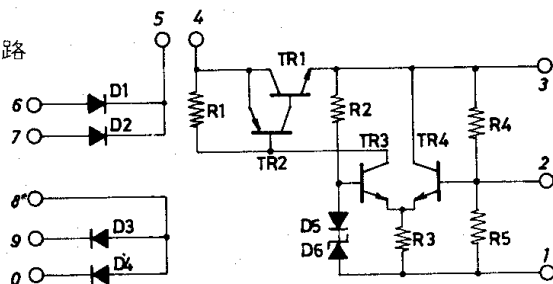 路
5 4
TR1 3
6 D1 R1 R2 R4
7 D2 TR2 TR3 TR4 2
8
9 D3 D5 R3 R5
0 D4 D6 1